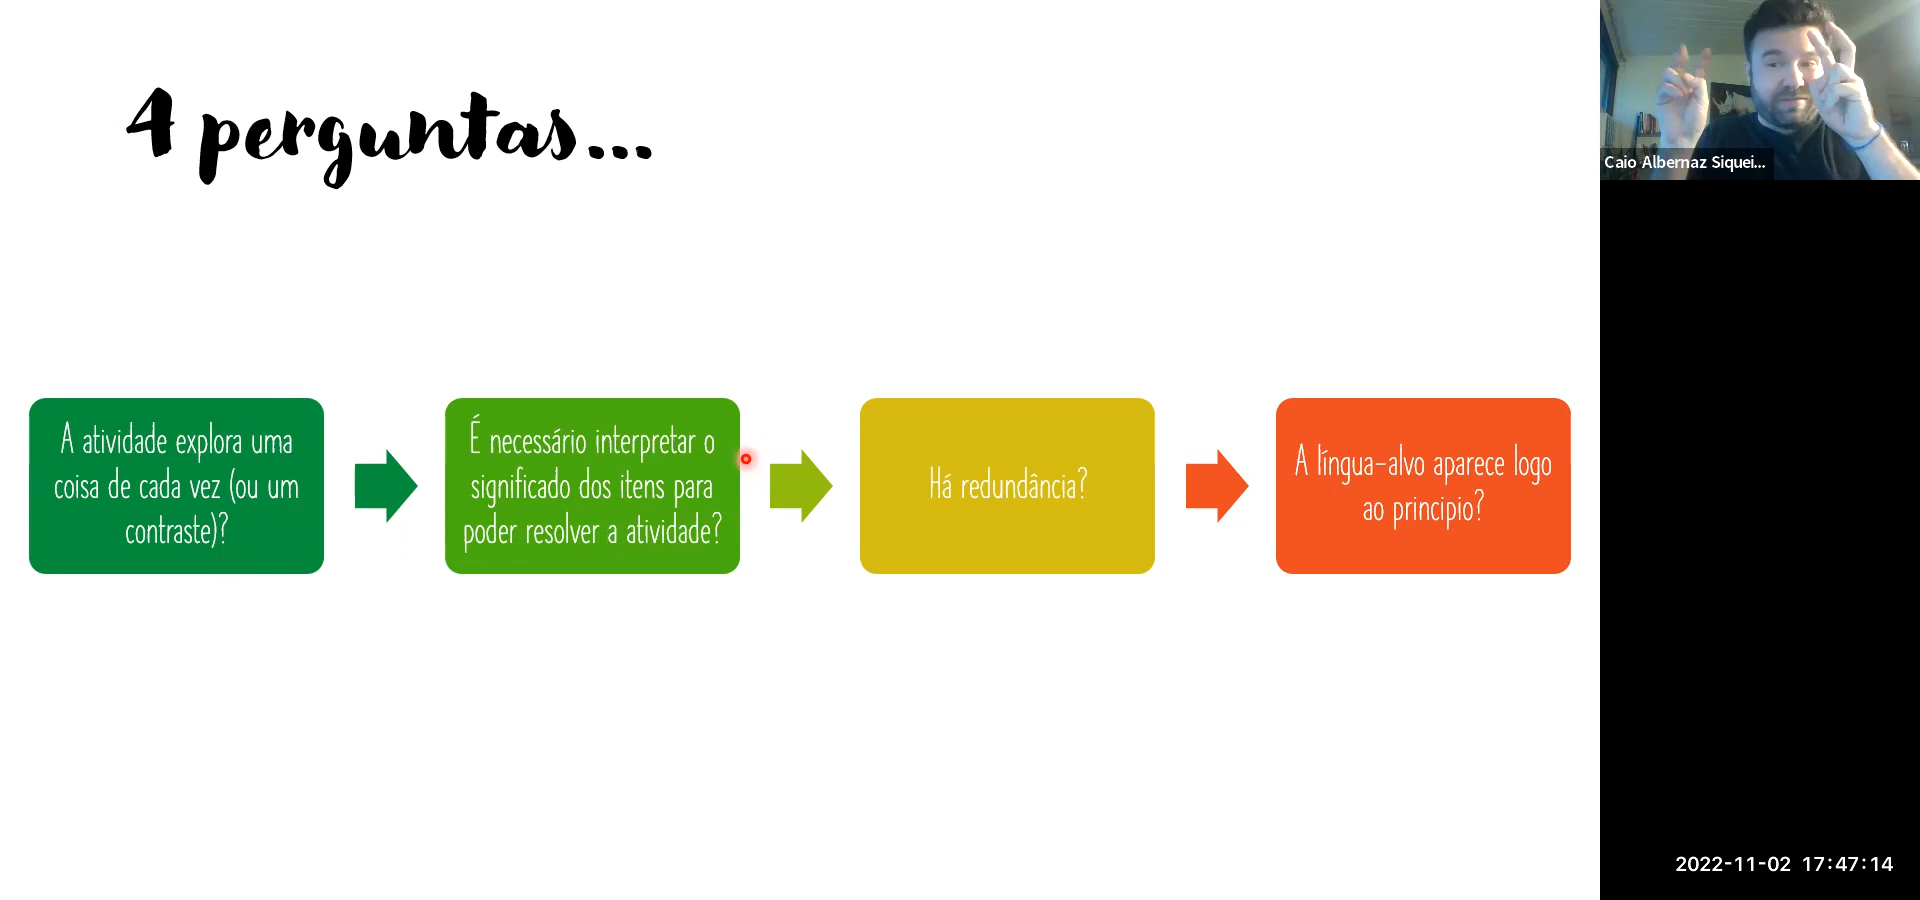 4 perguntas...
A atividade explora uma
coisa de cada vez (ou um
contraste)?
É necessário interpretar o
significado dos itens para
poder resolver a atividade?
Há redundância?
A língua-alvo aparece logo
ao principio?
Caio Albernaz Siquei...
2022-11-02 17:47:14